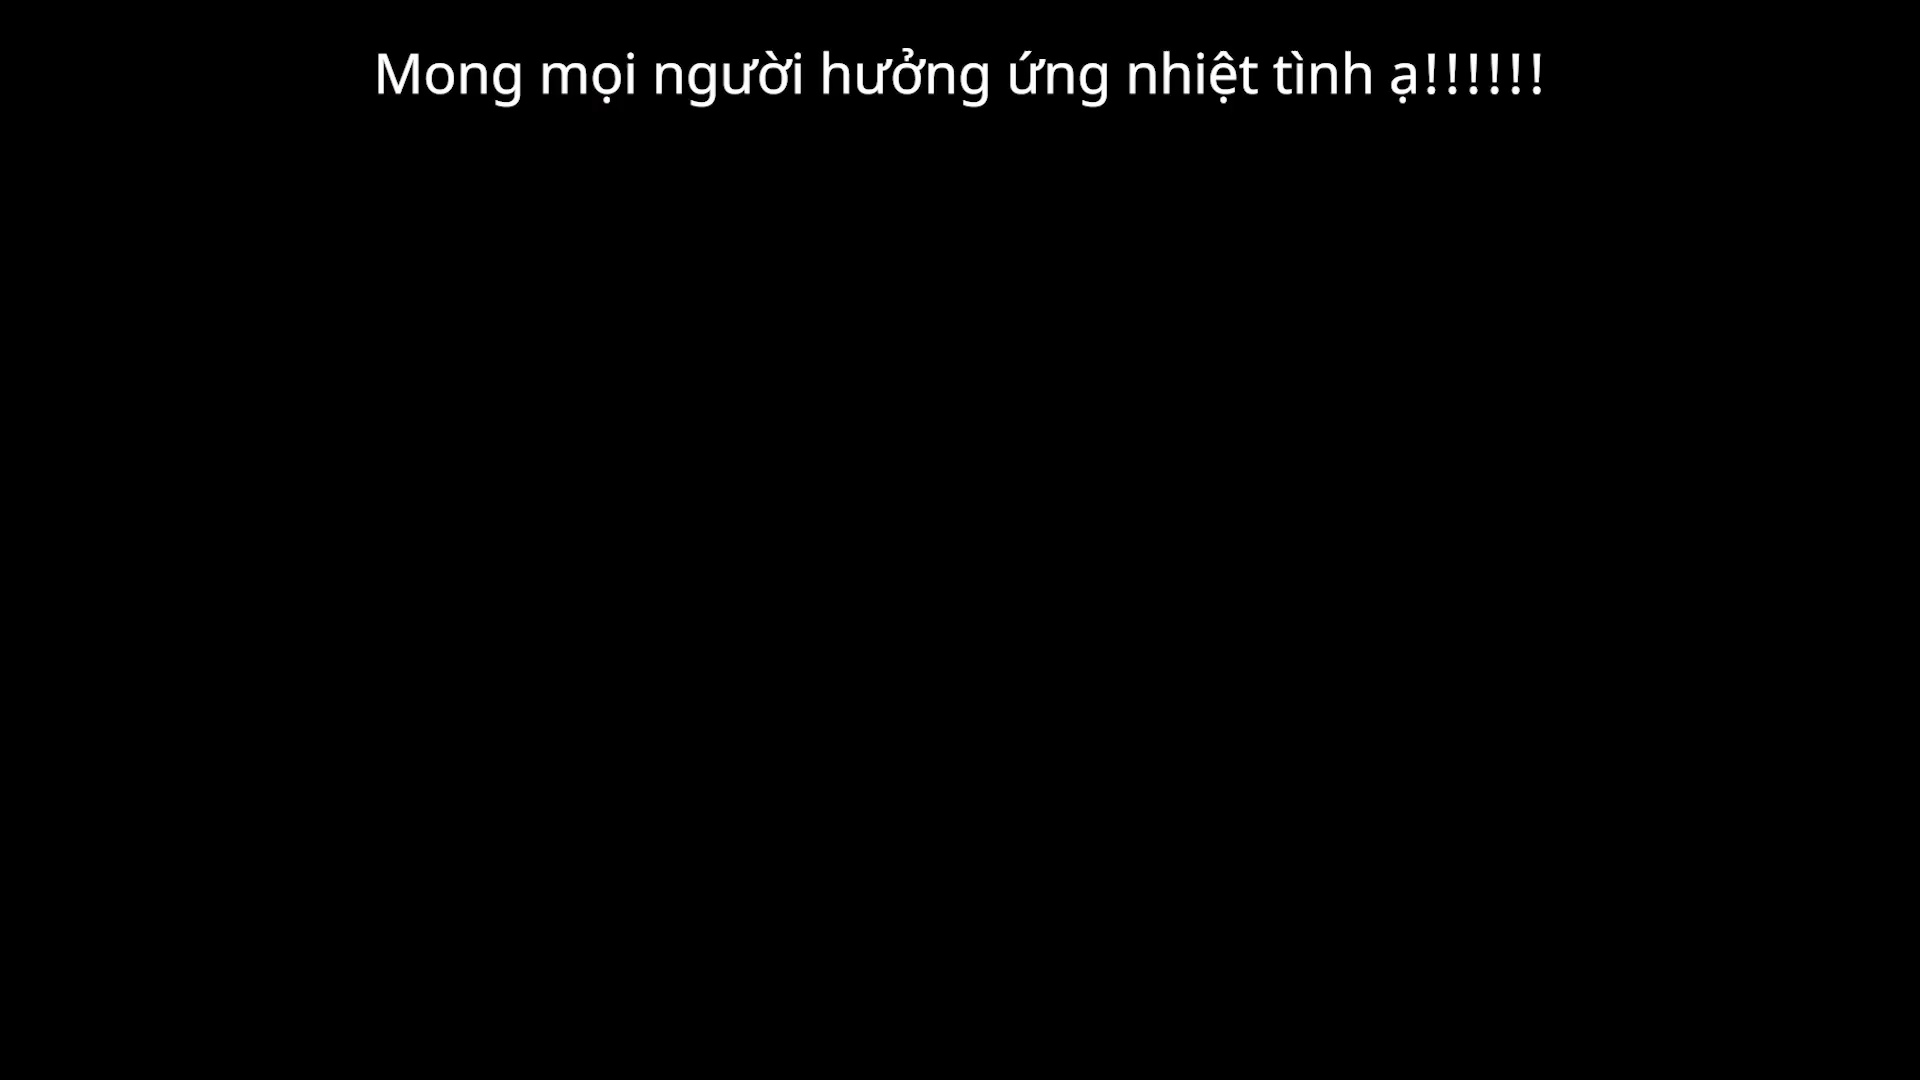 Mong mọi người hưởng ứng nhiệt tình ạ!!!!!!